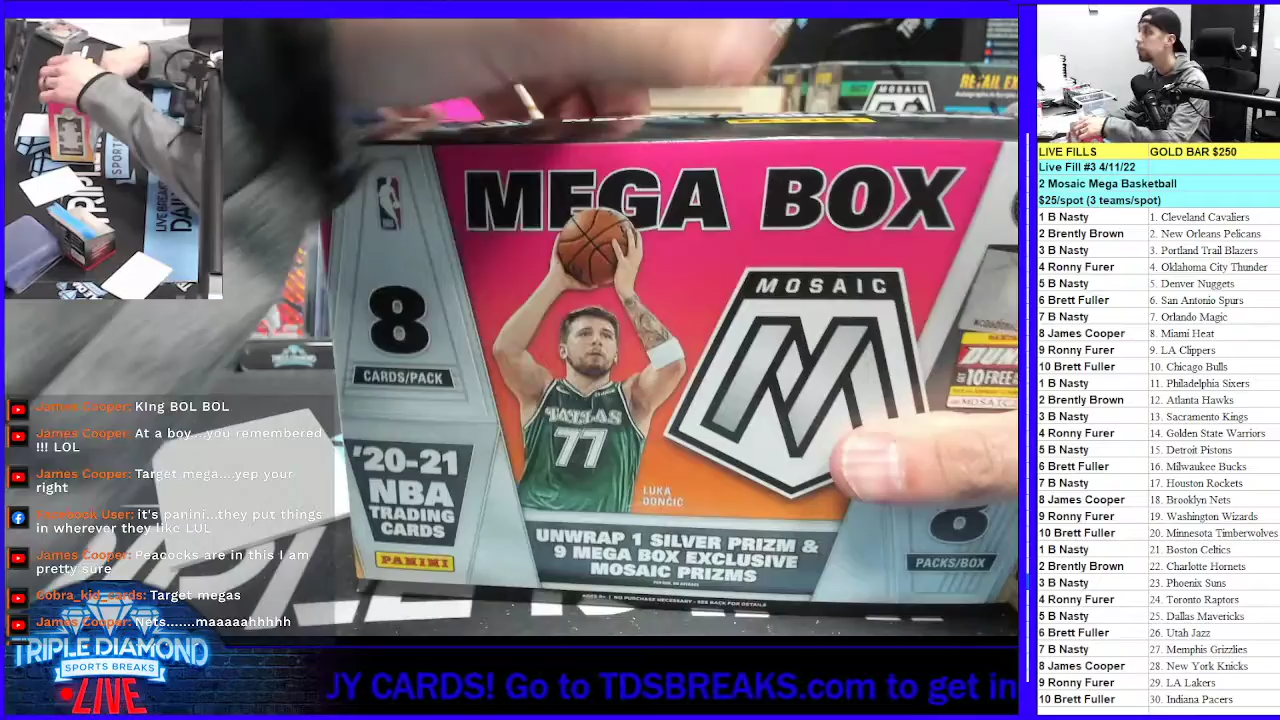 MEGA BOX
MOSAIC
8
CARDS/PACK
'20-21
NBA
TRADING
CARDS
PANINI
DALLAS
77
LUKA
DONČIĆ
UNWRAP 1 SILVER PRIZM &
9 MEGA BOX EXCLUSIVE
MOSAIC PRIZMS
NO PURCHASE NECESSARY - SEE BACK FOR DETAILS
PACKS/BOX
MOSAIC
10 FREE
James Cooper: KIng BOL BOL
James Cooper: At a boy...you remembered
!!! LOL
James Cooper: Target mega....yep your
right
Facebook User: it's panini...they put things
in wherever they like LUL
James Cooper: Peacocks are in this I am
pretty sure
Cobra_kid_cards: Target megas
James Cooper: Nets.......maaaaahhhhh
TRIPLE DIAMOND
SPORTS BREAKS
LIVE
CARDS! Go to TDSBREAKS.com to
LIVE FILLS GOLD BAR $250
Live Fill #3 4/11/22
2 Mosaic Mega Basketball
$25/spot (3 teams/spot)
1 B Nasty 1. Cleveland Cavaliers
2 Brently Brown 2. New Orleans Pelicans
3 B Nasty 3. Portland Trail Blazers
4 Ronny Furer 4. Oklahoma City Thunder
5 B Nasty 5. Denver Nuggets
6 Brett Fuller 6. San Antonio Spurs
7 B Nasty 7. Orlando Magic
8 James Cooper 8. Miami Heat
9 Ronny Furer 9. Clippers
10 Brett Fuller 10. Chicago Bulls
1 B Nasty 11. Philadelphia Sixers
2 Brently Brown 12. Atlanta Hawks
3 B Nasty 13. Sacramento Kings
4 Ronny Furer 14. Golden State Warriors
5 B Nasty 15. Detroit Pistons
6 Brett Fuller 16. Milwaukee Bucks
7 B Nasty 17. Houston Rockets
8 James Cooper 18. Brooklyn Nets
9 Ronny Furer 19. Washington Wizards
10 Brett Fuller 20. Minnesota Timberwolves
1 B Nasty 21. Boston Celtics
2 Brently Brown 22. Charlotte Hornets
3 B Nasty 23. Phoenix Suns
4 Ronny Furer 24. Toronto Raptors
5 B Nasty 25. Dallas Mavericks
6 Brett Fuller 26. Utah Jazz
7 B Nasty 27. Memphis Grizzlies
8 James Cooper 28. New York Knicks
9 Ronny Furer 29. Lakers
10 Brett Fuller 30. Indiana Pacers